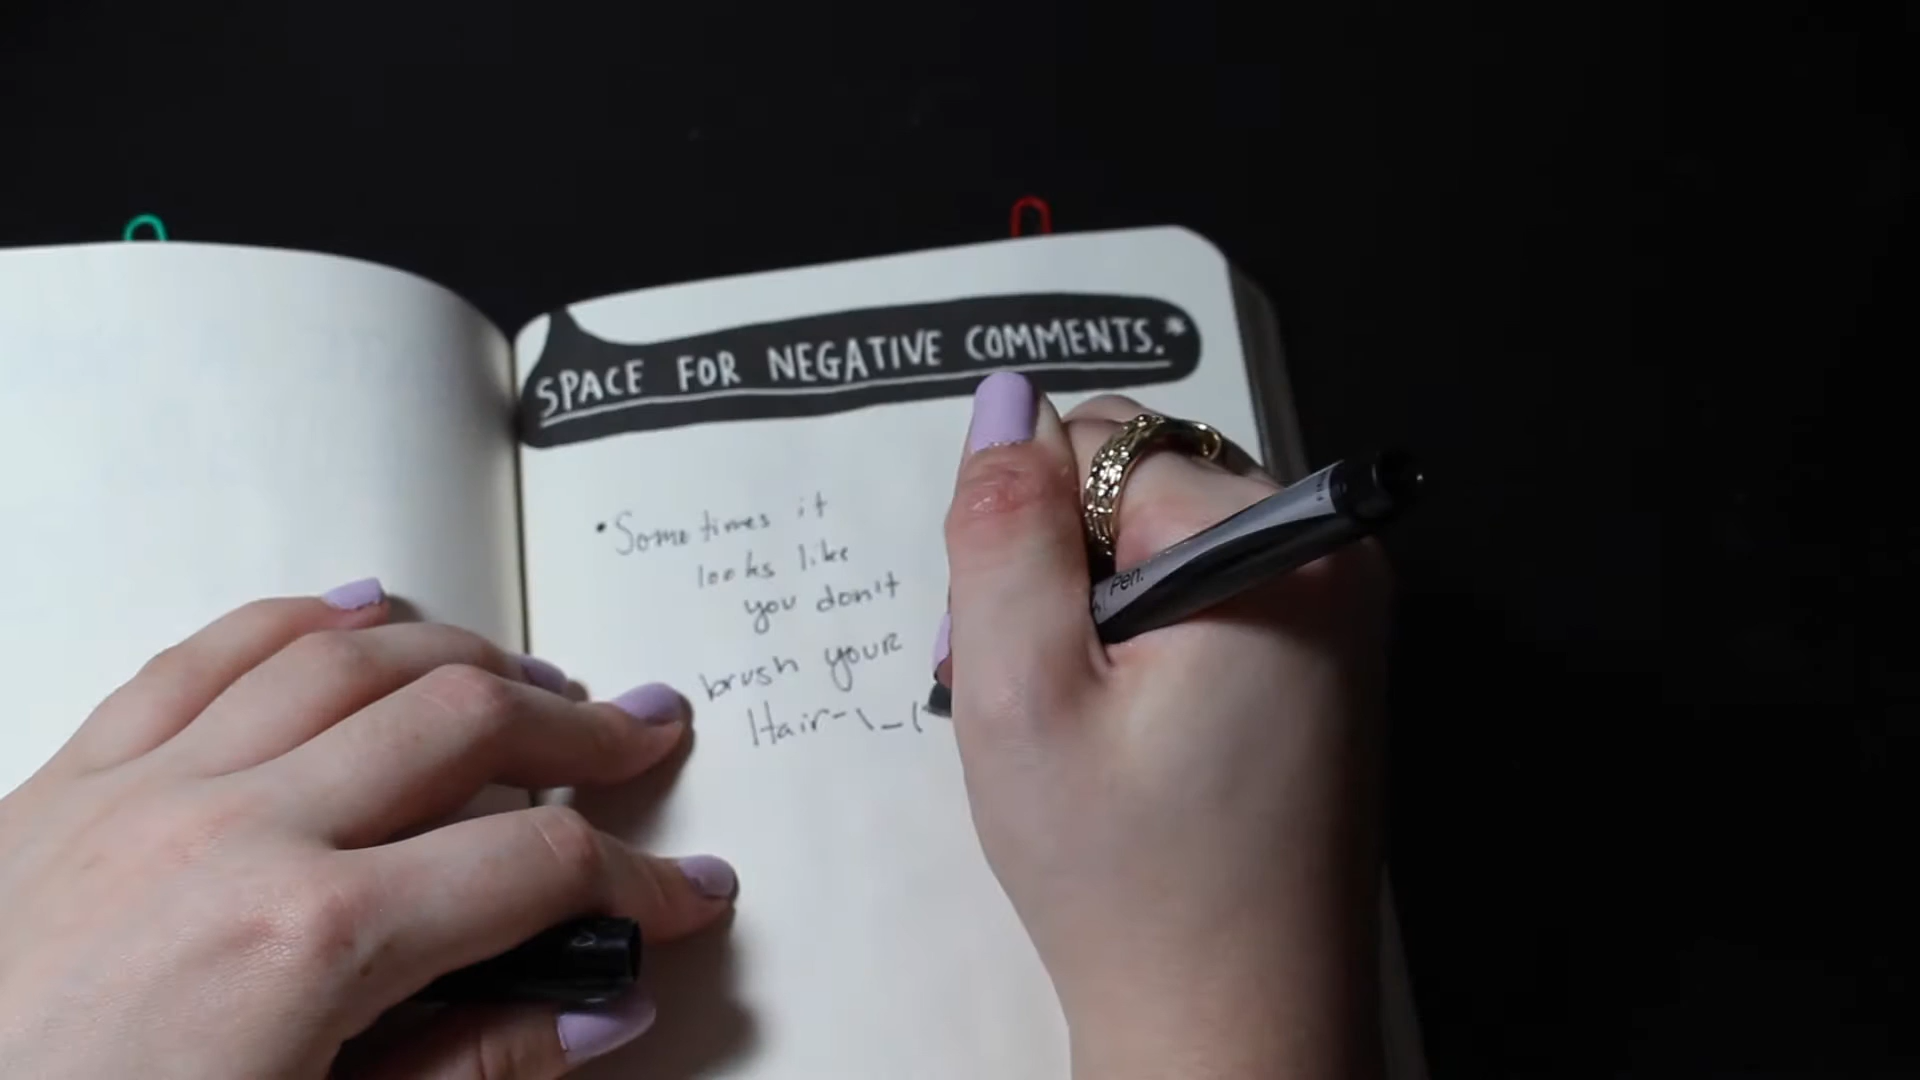 SPACE FOR NEGATIVE COMMENTS.*
•Sometimes it
looks like
you don't
brush your
Hair-\_(
Pen.